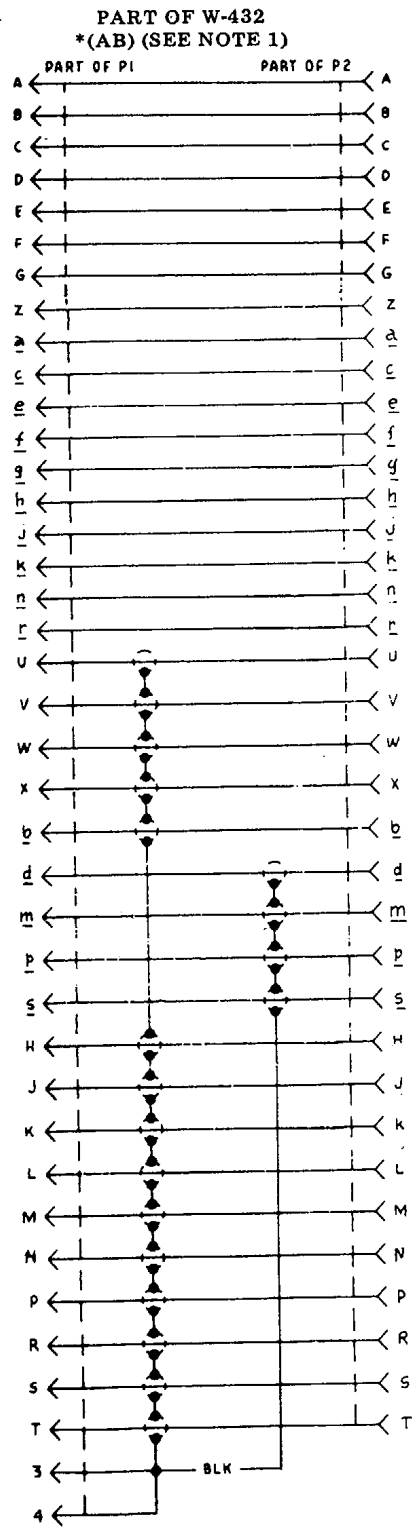 PART OF W-432
*(AB) (SEE NOTE 1)
PART OF P1 PART OF P2
A A
B B
C C
D D
E E
F F
G G
Z Z
a a
c c
e e
f f
g g
h h
j j
k k
n n
r r
U U
V V
W W
X X
b b
d d
m m
p p
s s
H H
J J
K K
L L
M M
N N
P P
R R
S S
T T
3 BLK
4